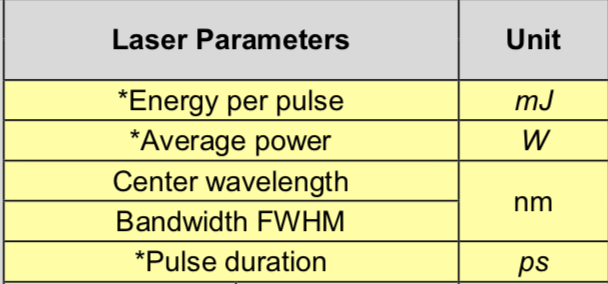 Laser Parameters Unit
*Energy per pulse mJ
*Average power W
Center wavelength nm
Bandwidth FWHM
*Pulse duration ps